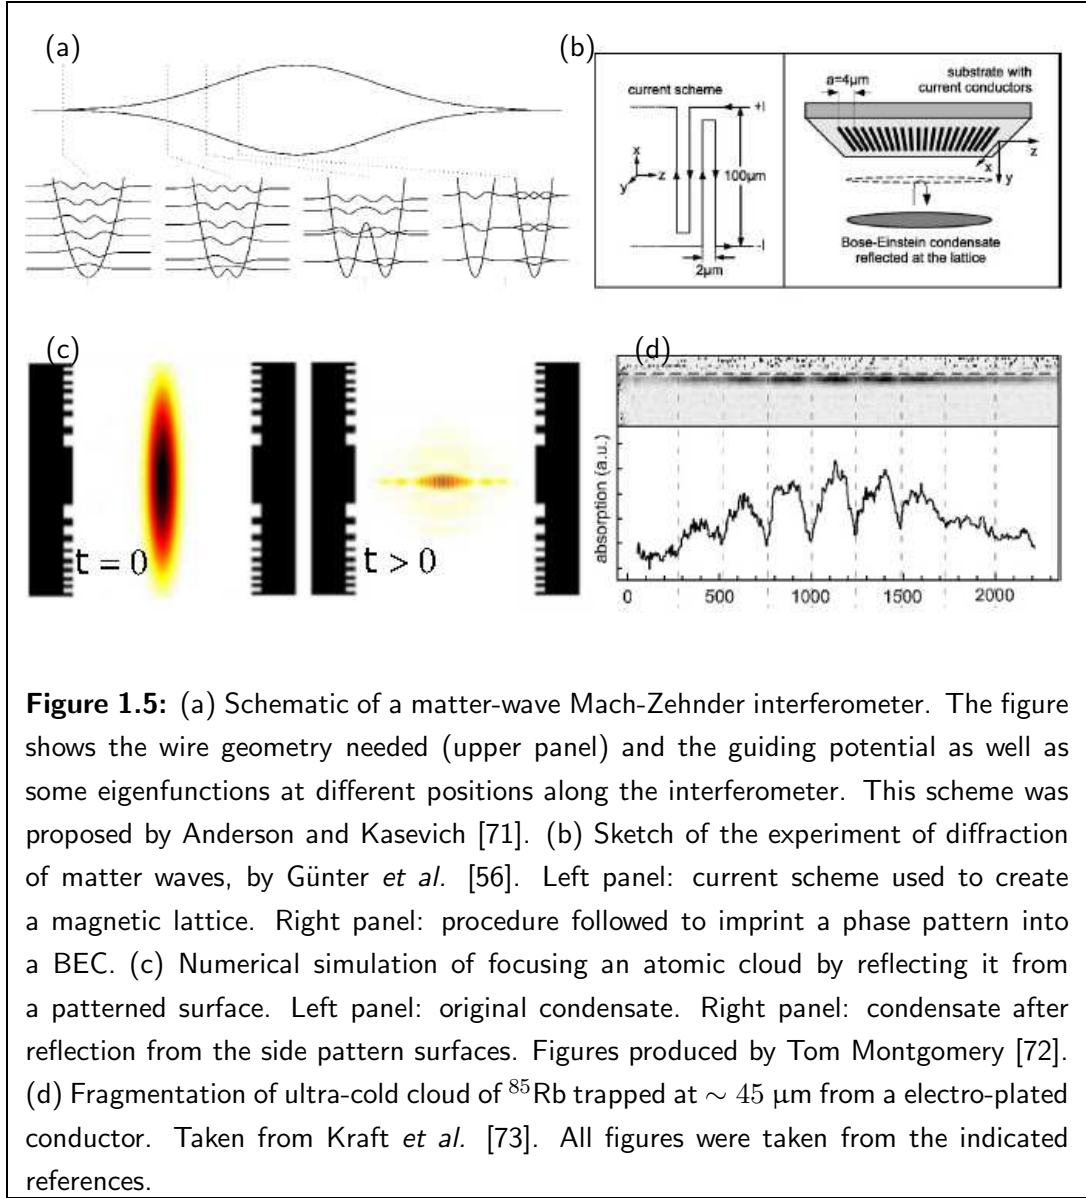 (a)
(b)
current scheme
+I
x
y
z
100µm
-I
2µm
a=4µm
substrate with
current conductors
x
z
y
Bose-Einstein condensate
reflected at the lattice
(c)
t = 0
t > 0
(d)
absorption (a.u.)
0 500 1000 1500 2000
Figure 1.5: (a) Schematic of a matter-wave Mach-Zehnder interferometer. The figure
shows the wire geometry needed (upper panel) and the guiding potential as well as
some eigenfunctions at different positions along the interferometer. This scheme was
proposed by Anderson and Kasevich [71]. (b) Sketch of the experiment of diffraction
of matter waves, by Günter et al. [56]. Left panel: current scheme used to create
a magnetic lattice. Right panel: procedure followed to imprint a phase pattern into
a BEC. (c) Numerical simulation of focusing an atomic cloud by reflecting it from
a patterned surface. Left panel: original condensate. Right panel: condensate after
reflection from the side pattern surfaces. Figures produced by Tom Montgomery [72].
(d) Fragmentation of ultra-cold cloud of ⁸⁵Rb trapped at ∼ 45 µm from a electro-plated
conductor. Taken from Kraft et al. [73]. All figures were taken from the indicated
references.